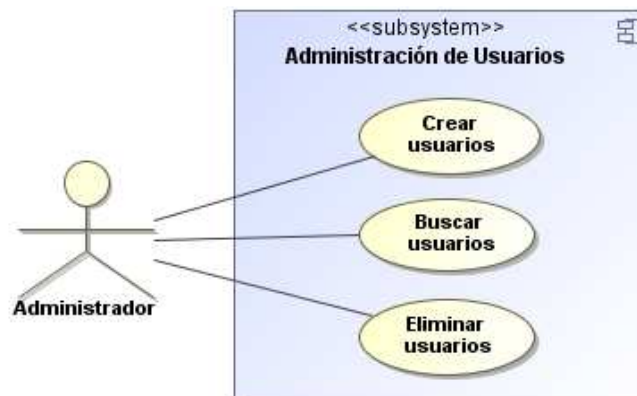 <<subsystem>>
Administración de Usuarios
Crear
usuarios
Buscar
usuarios
Administrador
Eliminar
usuarios